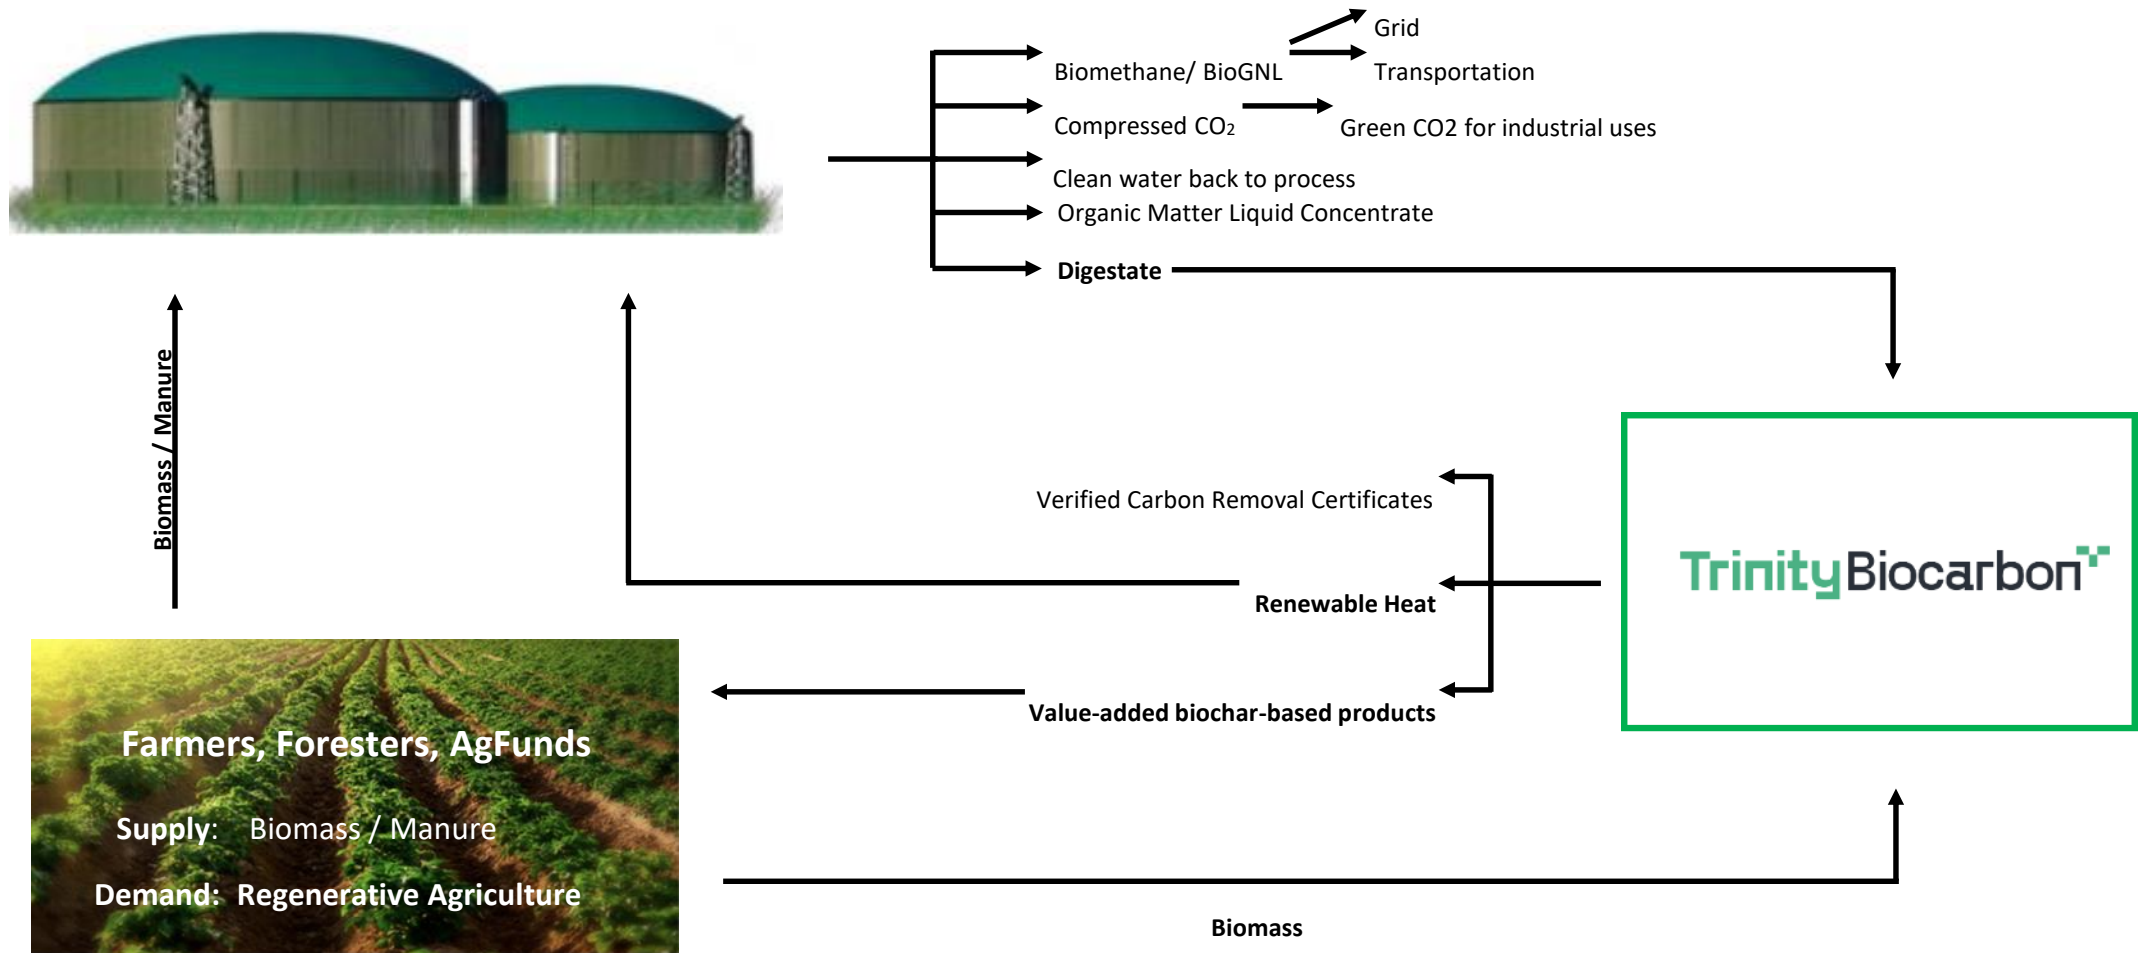 Grid
Biomethane/ BioGNL
Transportation
Compressed CO₂
Green CO2 for industrial uses
Clean water back to process
Organic Matter Liquid Concentrate
Digestate
Biomass / Manure
Verified Carbon Removal Certificates
Trinity Biocarbon
Renewable Heat
Value-added biochar-based products
Farmers, Foresters, AgFunds
Supply: Biomass / Manure
Demand: Regenerative Agriculture
Biomass